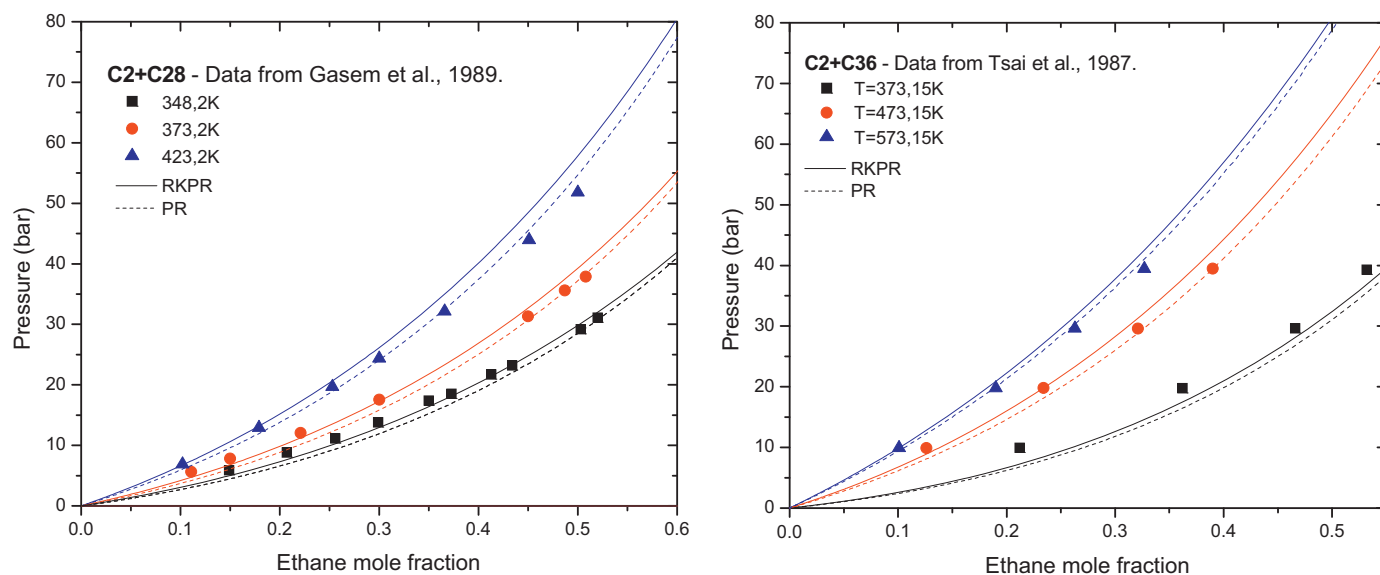 C2+C28 - Data from Gasem et al., 1989.
348,2K
373,2K
423,2K
RKPR
PR
Pressure (bar)
80
70
60
50
40
30
20
10
0
0.0 0.1 0.2 0.3 0.4 0.5 0.6
Ethane mole fraction
C2+C36 - Data from Tsai et al., 1987.
T=373,15K
T=473,15K
T=573,15K
RKPR
PR
Pressure (bar)
80
70
60
50
40
30
20
10
0
0.0 0.1 0.2 0.3 0.4 0.5
Ethane mole fraction